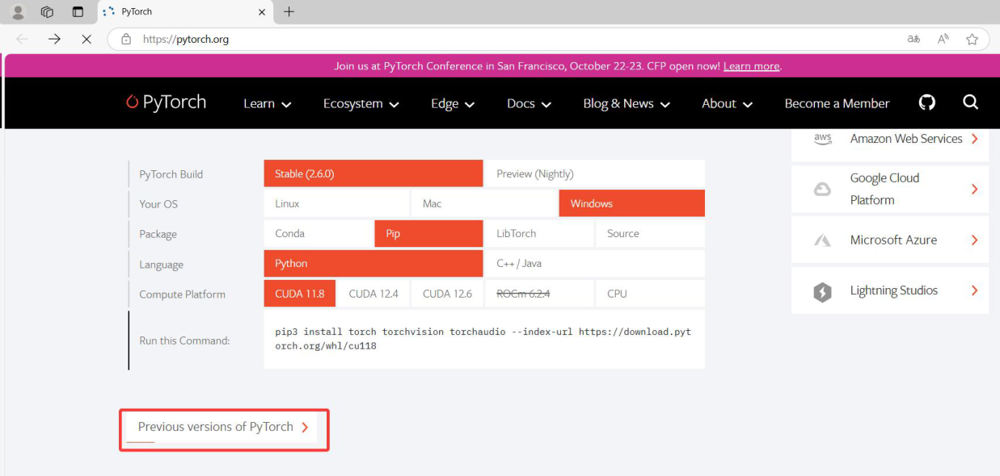 PyTorch
https://pytorch.org
Join us at PyTorch Conference in San Francisco, October 22-23. CFP open now! Learn more.
PyTorch Learn Ecosystem Edge Docs Blog & News About Become a Member
aws Amazon Web Services
PyTorch Build Stable (2.6.0) Preview (Nightly)
Google Cloud
Platform
Your OS Linux Mac Windows
Package Conda Pip LibTorch Source
Microsoft Azure
Language Python C++ / Java
Compute Platform CUDA 11.8 CUDA 12.4 CUDA 12.6 ROCm 6.2.4 CPU
Lightning Studios
Run this Command:
pip3 install torch torchvision torchaudio --index-url https://download.pyt
orch.org/whl/cu118
Previous versions of PyTorch